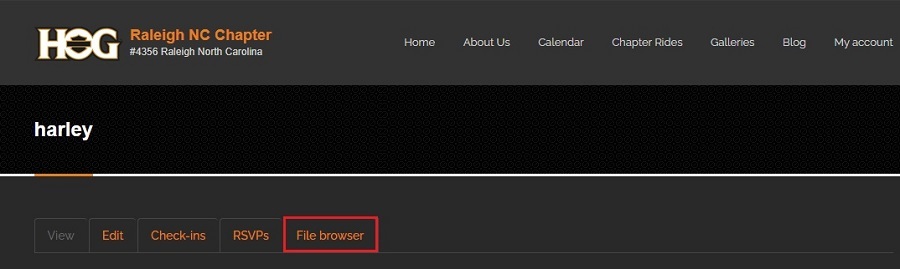 HOG
Raleigh NC Chapter
#4356 Raleigh North Carolina
Home About Us Calendar Chapter Rides Galleries Blog My account
harley
View Edit Check-ins RSVPs File browser